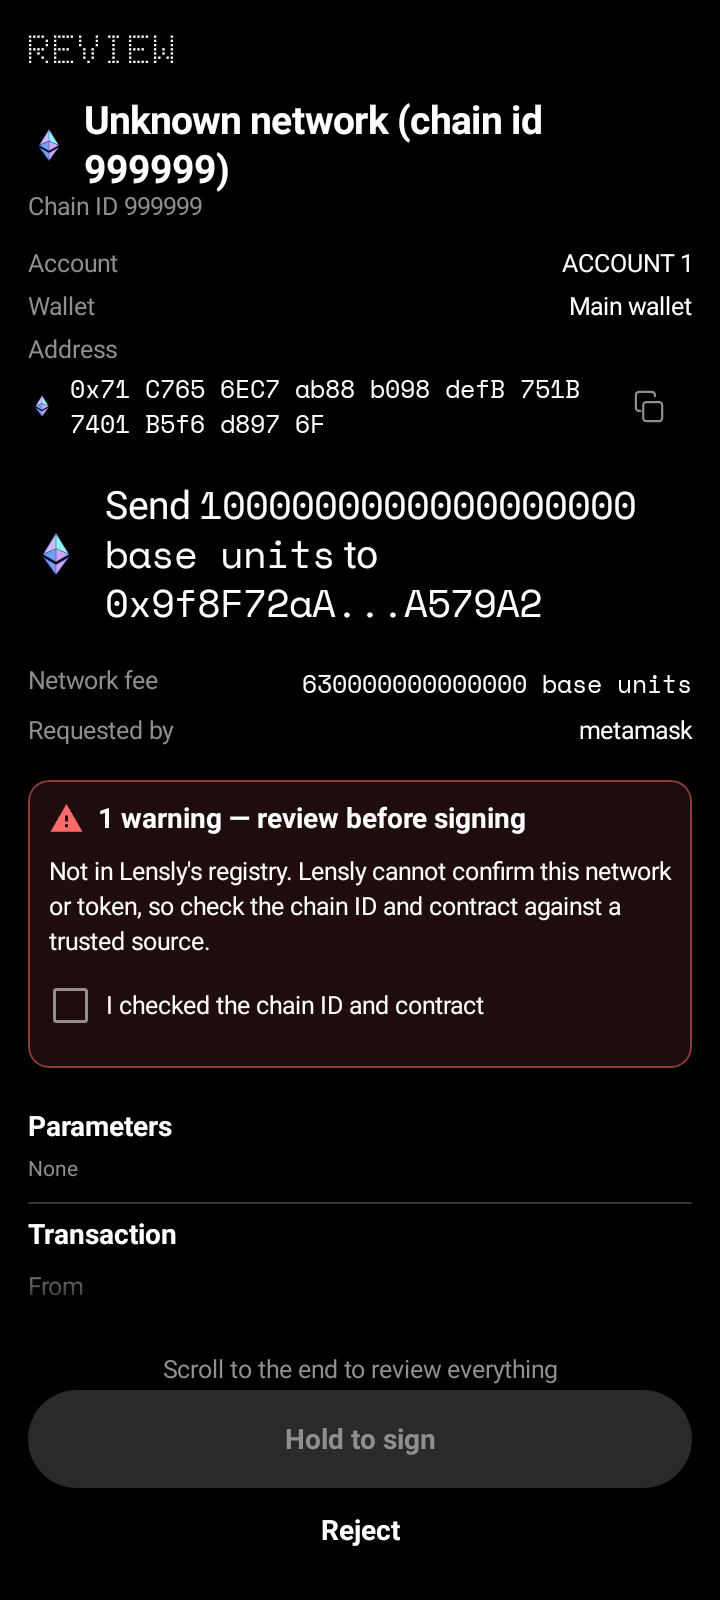 REVIEW
Unknown network (chain id
999999)
Chain ID 999999
Account ACCOUNT 1
Wallet Main wallet
Address
0x71 C765 6EC7 ab88 b098 defB 751B
7401 B5f6 d897 6F
Send 1000000000000000000
base units to
0x9f8F72aA...A579A2
Network fee 630000000000000 base units
Requested by metamask
1 warning — review before signing
Not in Lensly's registry. Lensly cannot confirm this network
or token, so check the chain ID and contract against a
trusted source.
I checked the chain ID and contract
Parameters
None
Transaction
From
Scroll to the end to review everything
Hold to sign
Reject